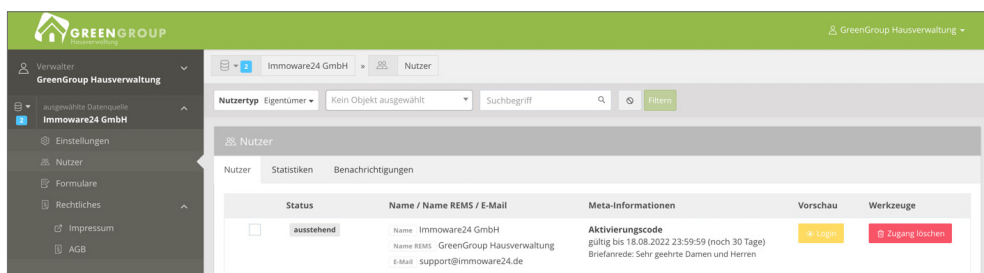 GREENGROUP
Hausverwaltung
GreenGroup Hausverwaltung
Verwalter
GreenGroup Hausverwaltung
ausgewählte Datenquelle
2 Immoware24 GmbH
Einstellungen
Nutzer
Formulare
Rechtliches
Impressum
AGB
2 Immoware24 GmbH » Nutzer
Nutzertyp Eigentümer Kein Objekt ausgewählt Suchbegriff Filtern
Nutzer
Nutzer Statistiken Benachrichtigungen
Status Name / Name REMS / E-Mail Meta-Informationen Vorschau Werkzeuge
ausstehend Name Immoware24 GmbH Aktivierungscode Login Zugang löschen
Name REMS GreenGroup Hausverwaltung gültig bis 18.08.2022 23:59:59 (noch 30 Tage)
E-Mail support@immoware24.de Briefanrede: Sehr geehrte Damen und Herren